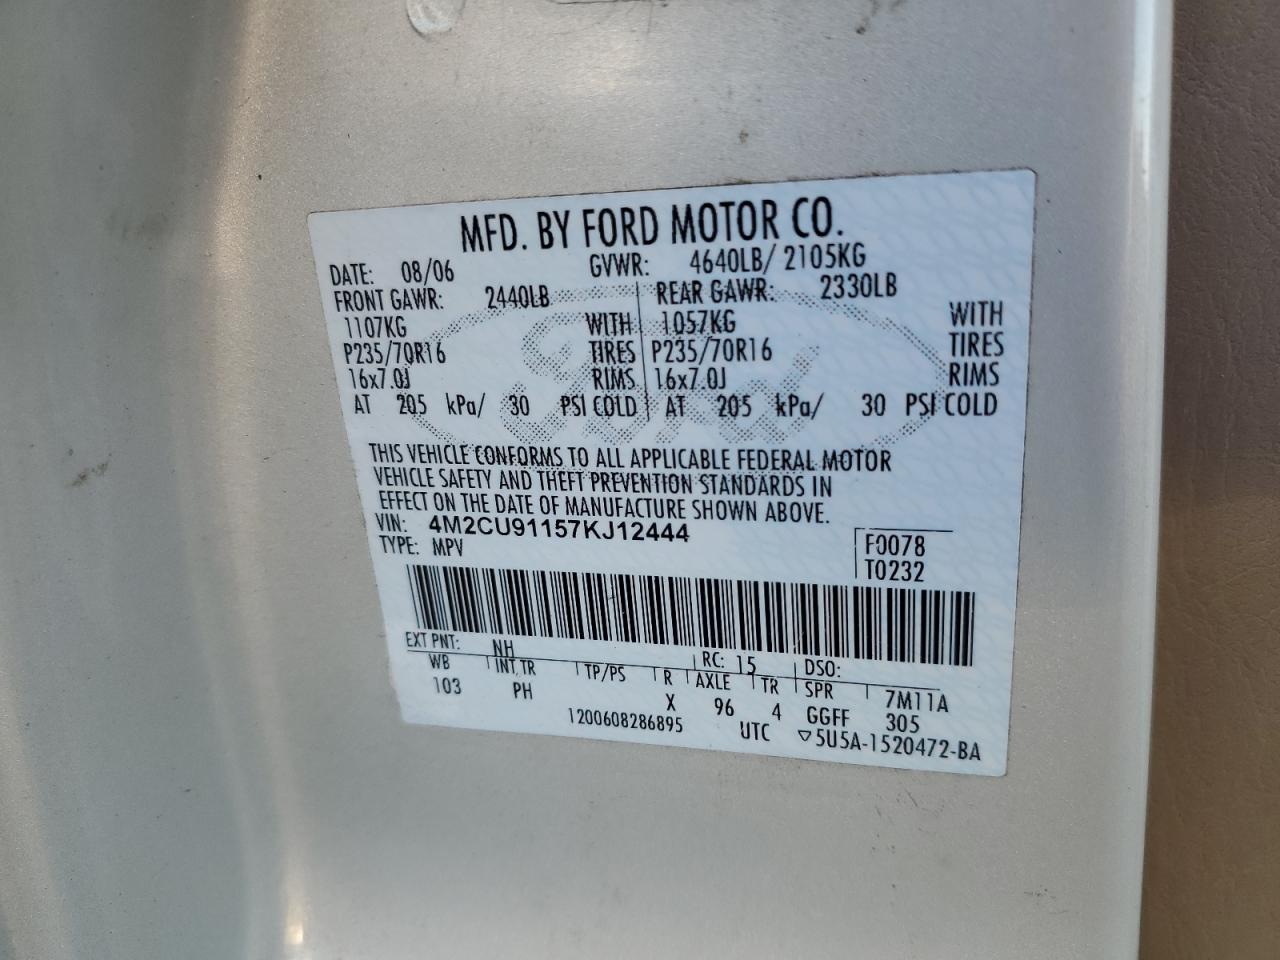 MFD. BY FORD MOTOR CO.
DATE: 08/06 GVWR: 4640LB/ 2105KG
FRONT GAWR: 2440LB REAR GAWR: 2330LB
1107KG WITH 1057KG WITH
P235/70R16 TIRES P235/70R16 TIRES
16x7.0J RIMS 16x7.0J RIMS
AT 205 kPa/ 30 PSI COLD AT 205 kPa/ 30 PSI COLD
Ford
THIS VEHICLE CONFORMS TO ALL APPLICABLE FEDERAL MOTOR
VEHICLE SAFETY AND THEFT PREVENTION STANDARDS IN
EFFECT ON THE DATE OF MANUFACTURE SHOWN ABOVE.
VIN: 4M2CU91157KJ12444
TYPE: MPV
F0078
T0232
EXT PNT: NH RC: 15 DSO:
WB INT TR TP/PS R AXLE TR SPR 7M11A
103 PH X 96 4 GGFF 305
1200608286895 UTC ▽5U5A-1520472-BA